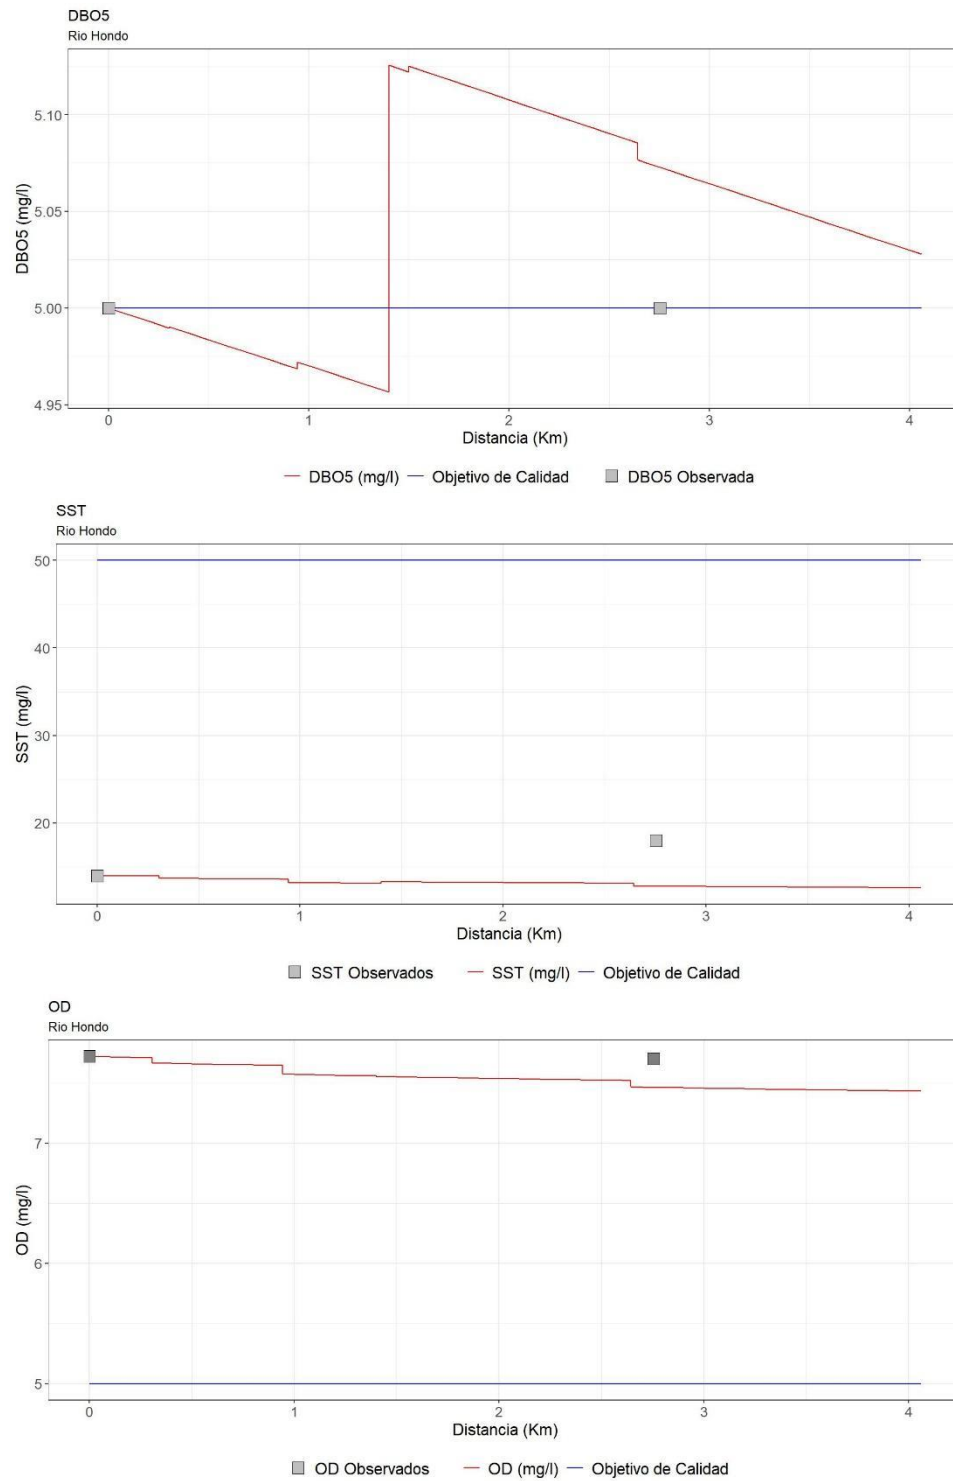 DBO5
Rio Hondo
DBO5 (mg/l)
5.10
5.05
5.00
4.95
0 1 2 3 4
Distancia (Km)
DBO5 (mg/l) Objetivo de Calidad DBO5 Observada
SST
Rio Hondo
SST (mg/l)
50
40
30
20
0 1 2 3 4
Distancia (Km)
SST Observados SST (mg/l) Objetivo de Calidad
OD
Rio Hondo
OD (mg/l)
7
6
5
0 1 2 3 4
Distancia (Km)
OD Observados OD (mg/l) Objetivo de Calidad